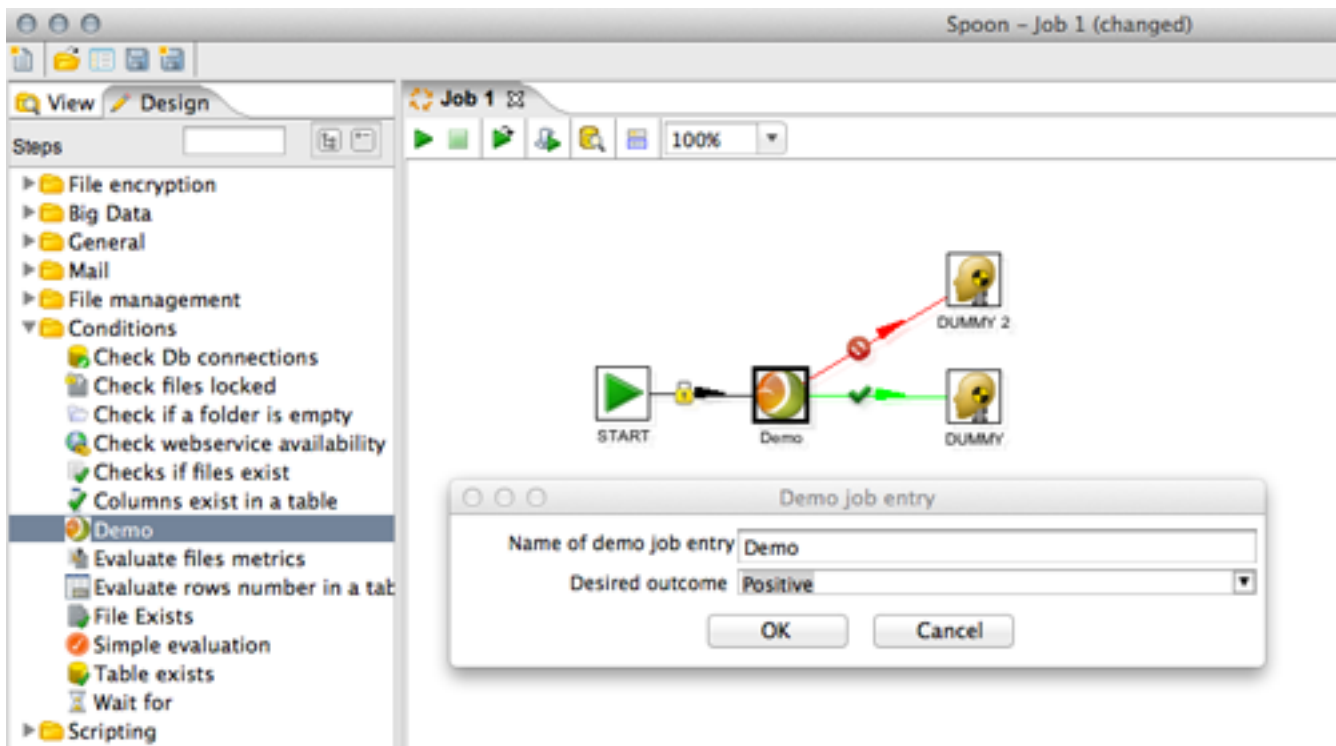 Spoon – Job 1 (changed)
View
Design
Job 1
Steps
100%
File encryption
Big Data
General
Mail
File management
Conditions
Check Db connections
Check files locked
Check if a folder is empty
Check webservice availability
Checks if files exist
Columns exist in a table
Demo
Evaluate files metrics
Evaluate rows number in a tab
File Exists
Simple evaluation
Table exists
Wait for
Scripting
DUMMY 2
START
Demo
DUMMY
Demo job entry
Name of demo job entry Demo
Desired outcome Positive
OK
Cancel